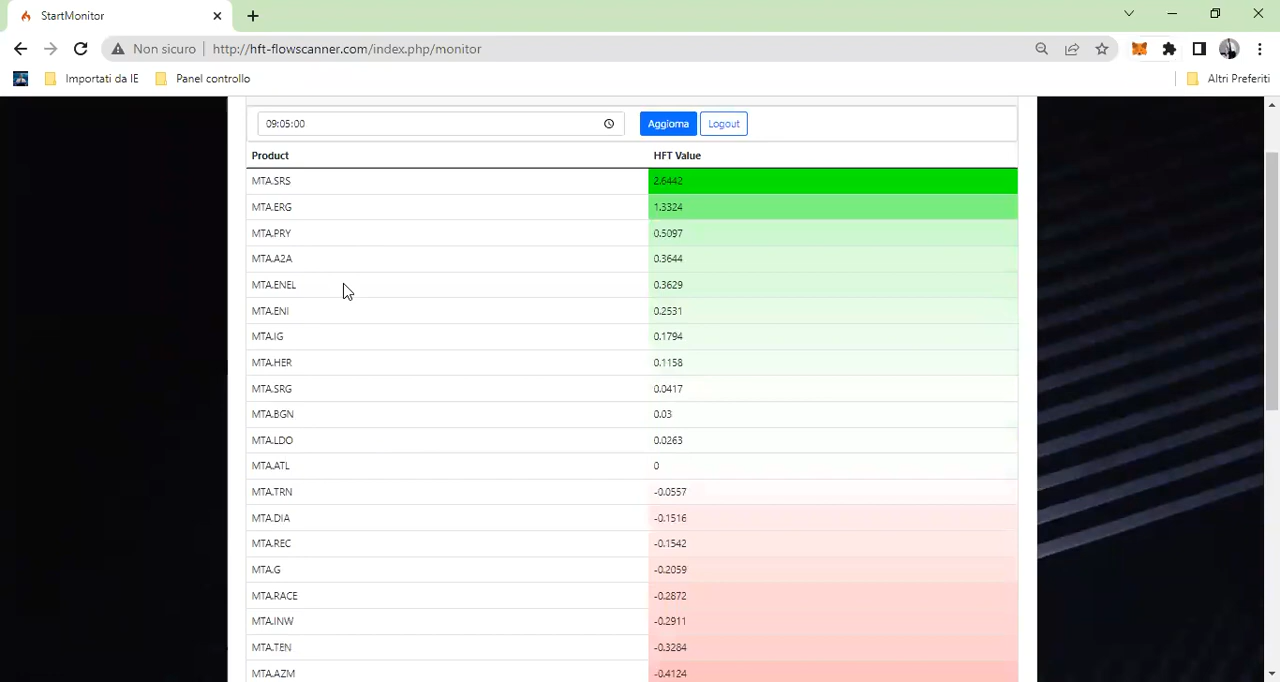 StartMonitor
Non sicuro http://hft-flowscanner.com/index.php/monitor
Importati da IE Panel controllo Altri Preferiti
09:05:00 Aggiorna Logout
Product HFT Value
MTA.SRS 2.6442
MTA.ERG 1.3324
MTA.PRY 0.5097
MTA.A2A 0.3644
MTA.ENEL 0.3629
MTA.ENI 0.2531
MTA.IG 0.1794
MTA.HER 0.1158
MTA.SRG 0.0417
MTA.BGN 0.03
MTA.LDO 0.0263
MTA.ATL 0
MTA.TRN -0.0557
MTA.DIA -0.1516
MTA.REC -0.1542
MTA.G -0.2059
MTA.RACE -0.2872
MTA.INW -0.2911
MTA.TEN -0.3284
MTA.AZM -0.4124